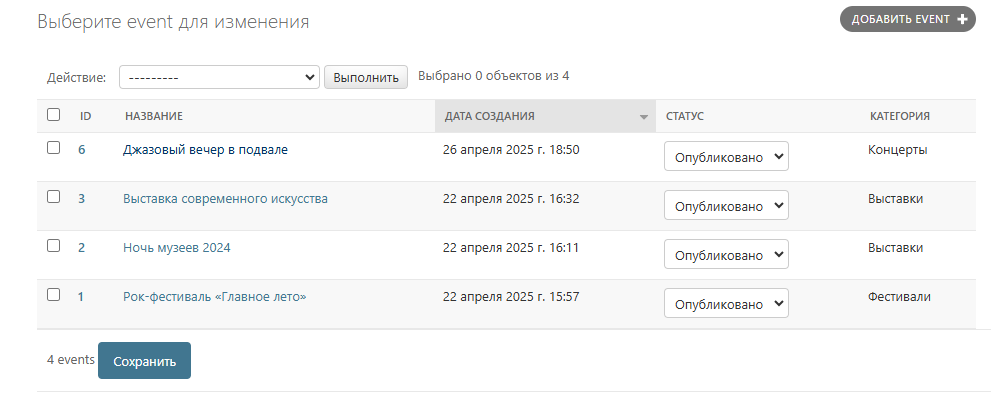 Выберите event для изменения
ДОБАВИТЬ EVENT +
Действие: --------- Выполнить Выбрано 0 объектов из 4
ID НАЗВАНИЕ ДАТА СОЗДАНИЯ СТАТУС КАТЕГОРИЯ
6 Джазовый вечер в подвале 26 апреля 2025 г. 18:50 Опубликовано Концерты
3 Выставка современного искусства 22 апреля 2025 г. 16:32 Опубликовано Выставки
2 Ночь музеев 2024 22 апреля 2025 г. 16:11 Опубликовано Выставки
1 Рок-фестиваль «Главное лето» 22 апреля 2025 г. 15:57 Опубликовано Фестивали
4 events Сохранить